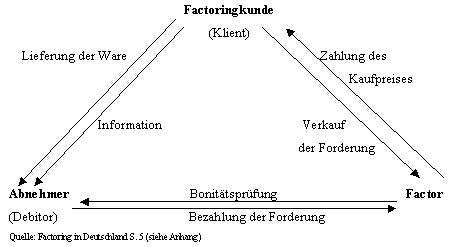 Factoringkunde
(Klient)
Lieferung der Ware
Zahlung des
Kaufpreises
Information
Verkauf
der Forderung
Abnehmer
Bonitätsprüfung
Factor
(Debitor)
Bezahlung der Forderung
Quelle: Factoring in Deutschland S. 5 (siehe Anhang)